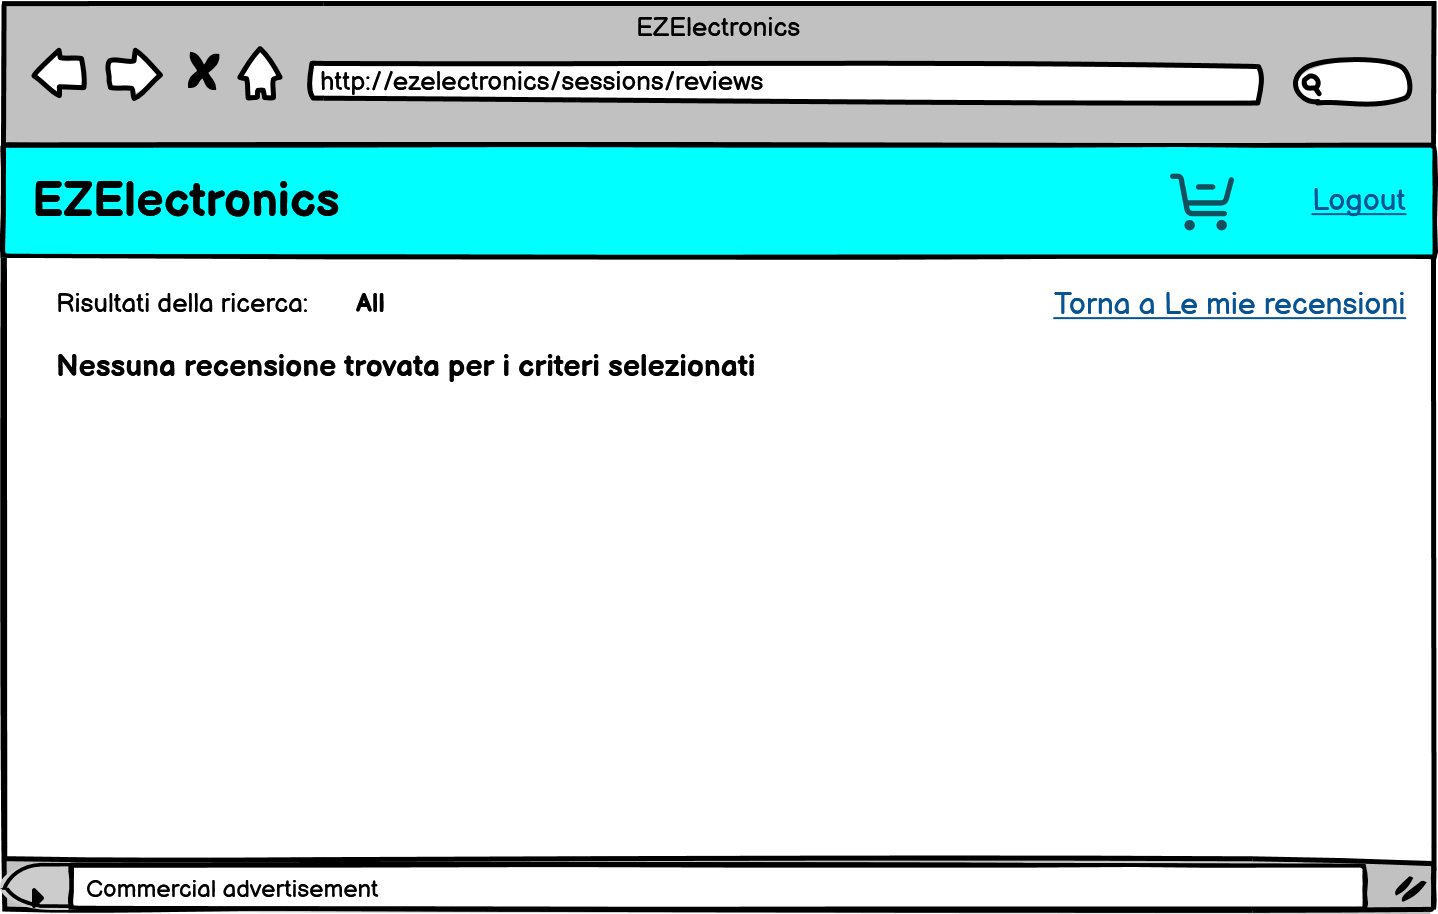 EZElectronics
http://ezelectronics/sessions/reviews
EZElectronics
Logout
Risultati della ricerca: All
Torna a Le mie recensioni
Nessuna recensione trovata per i criteri selezionati
Commercial advertisement